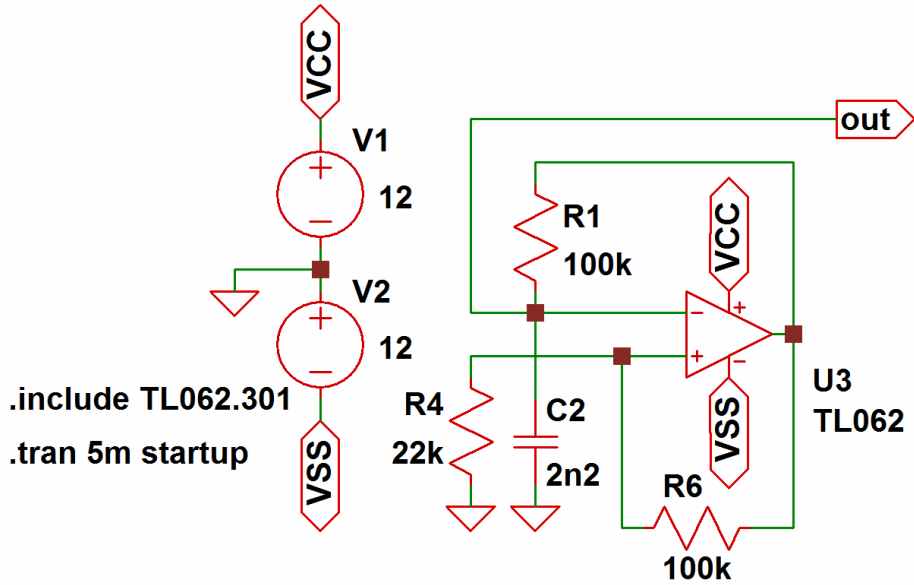 VCC
V1
12
V2
12
.include TL062.301
.tran 5m startup
VSS
out
R1
100k
VCC
U3
TL062
VSS
R4
22k
C2
2n2
R6
100k